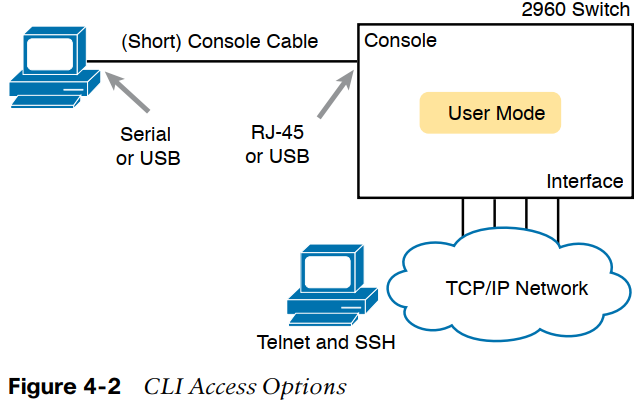 2960 Switch
(Short) Console Cable
Console
User Mode
Serial
or USB
RJ-45
or USB
Interface
TCP/IP Network
Telnet and SSH
Figure 4-2 CLI Access Options